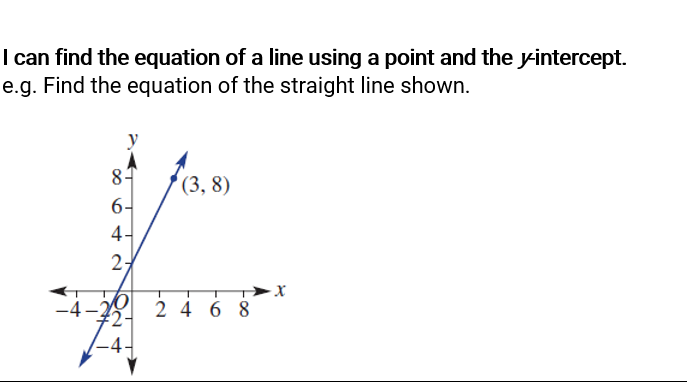 I can find the equation of a line using a point and the y-intercept.
e.g. Find the equation of the straight line shown.
y
8
(3, 8)
6
4
2
x
−4 −2 O 2 4 6 8
−2
−4